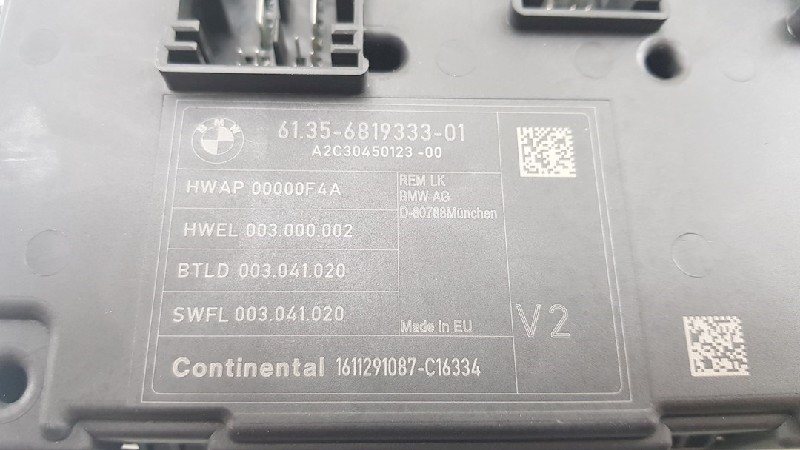 BMW
61.35-6819333-01
A2C30450123-00
HWAP 00000F4A
HWEL 003.000.002
BTLD 003.041.020
SWFL 003.041.020
REM LK
BMW AG
D-80788München
Made in EU
V2
Continental 1611291087-C16334